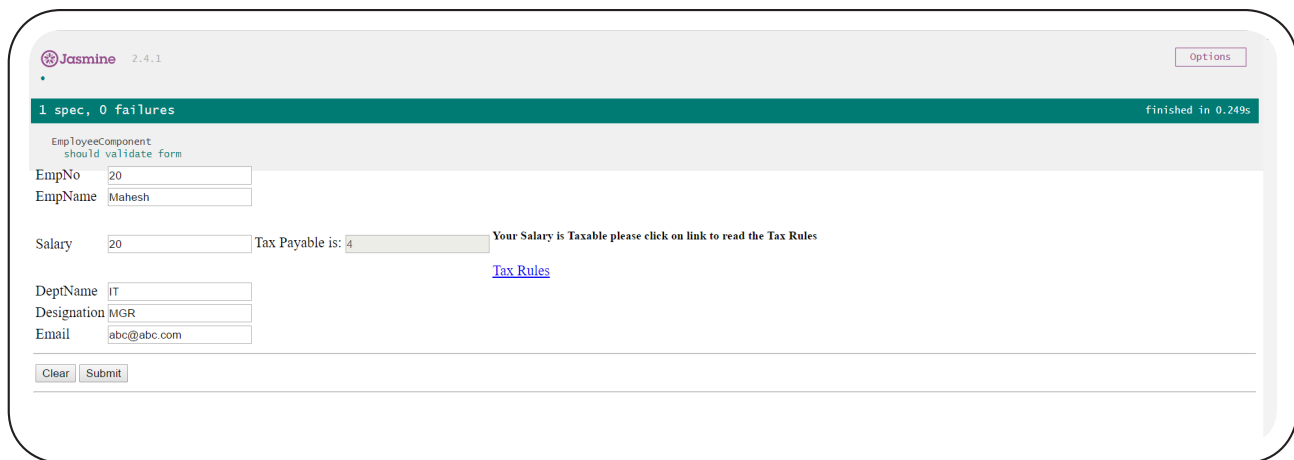 Jasmine 2.4.1 Options
1 spec, 0 failures finished in 0.249s
EmployeeComponent
should validate form
EmpNo 20
EmpName Mahesh
Salary 20 Tax Payable is: 4 Your Salary is Taxable please click on link to read the Tax Rules
Tax Rules
DeptName IT
Designation MGR
Email abc@abc.com
Clear Submit